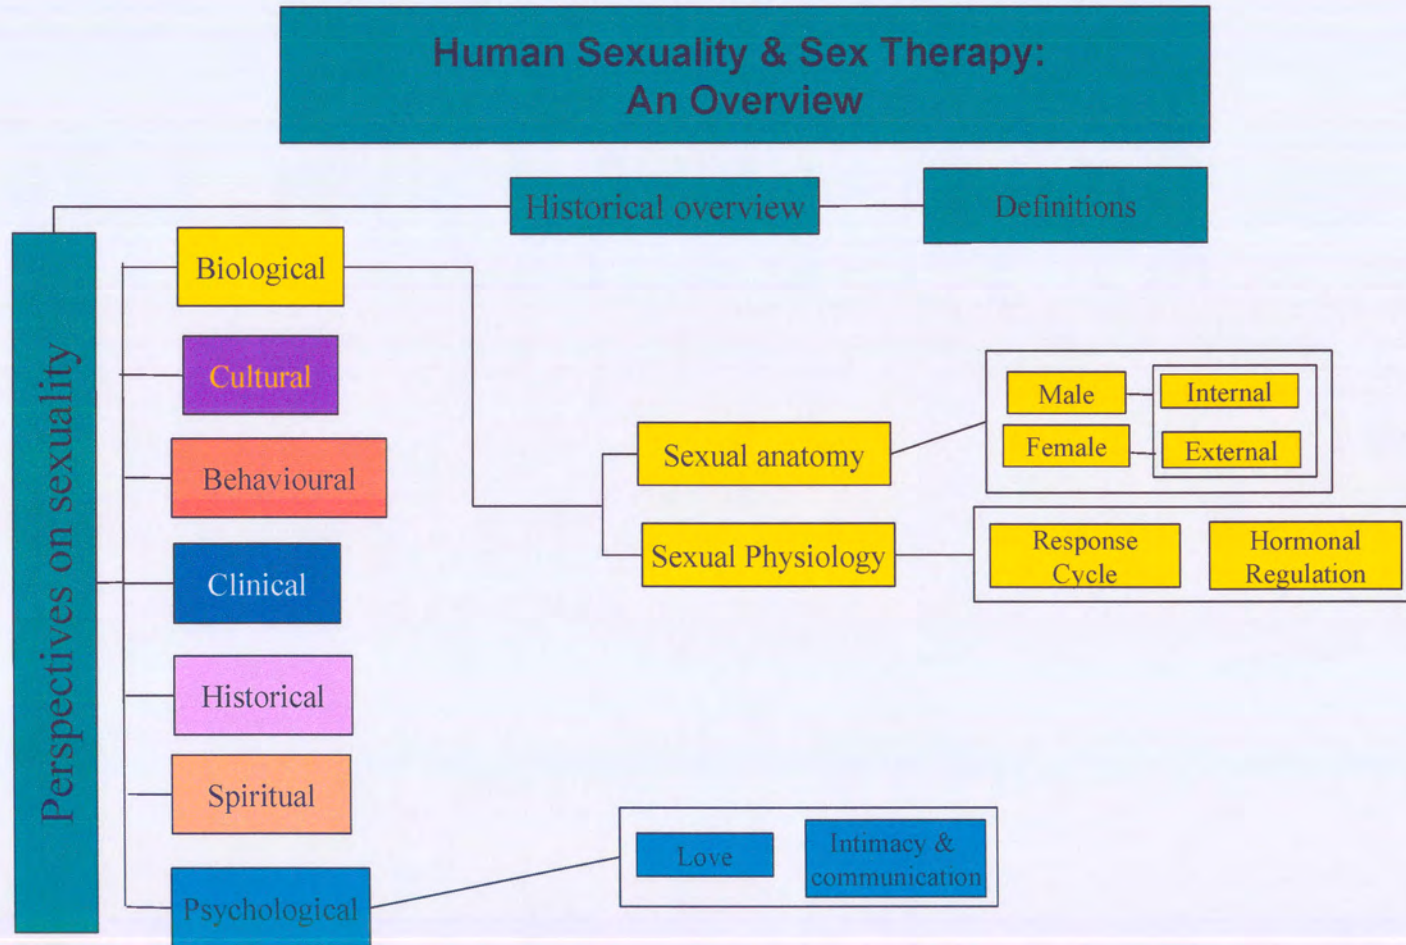 Human Sexuality & Sex Therapy:
An Overview
Historical overview
Definitions
Perspectives on sexuality
Biological
Cultural
Behavioural
Clinical
Historical
Spiritual
Psychological
Sexual anatomy
Sexual Physiology
Male
Internal
Female
External
Response
Cycle
Hormonal
Regulation
Love
Intimacy &
communication